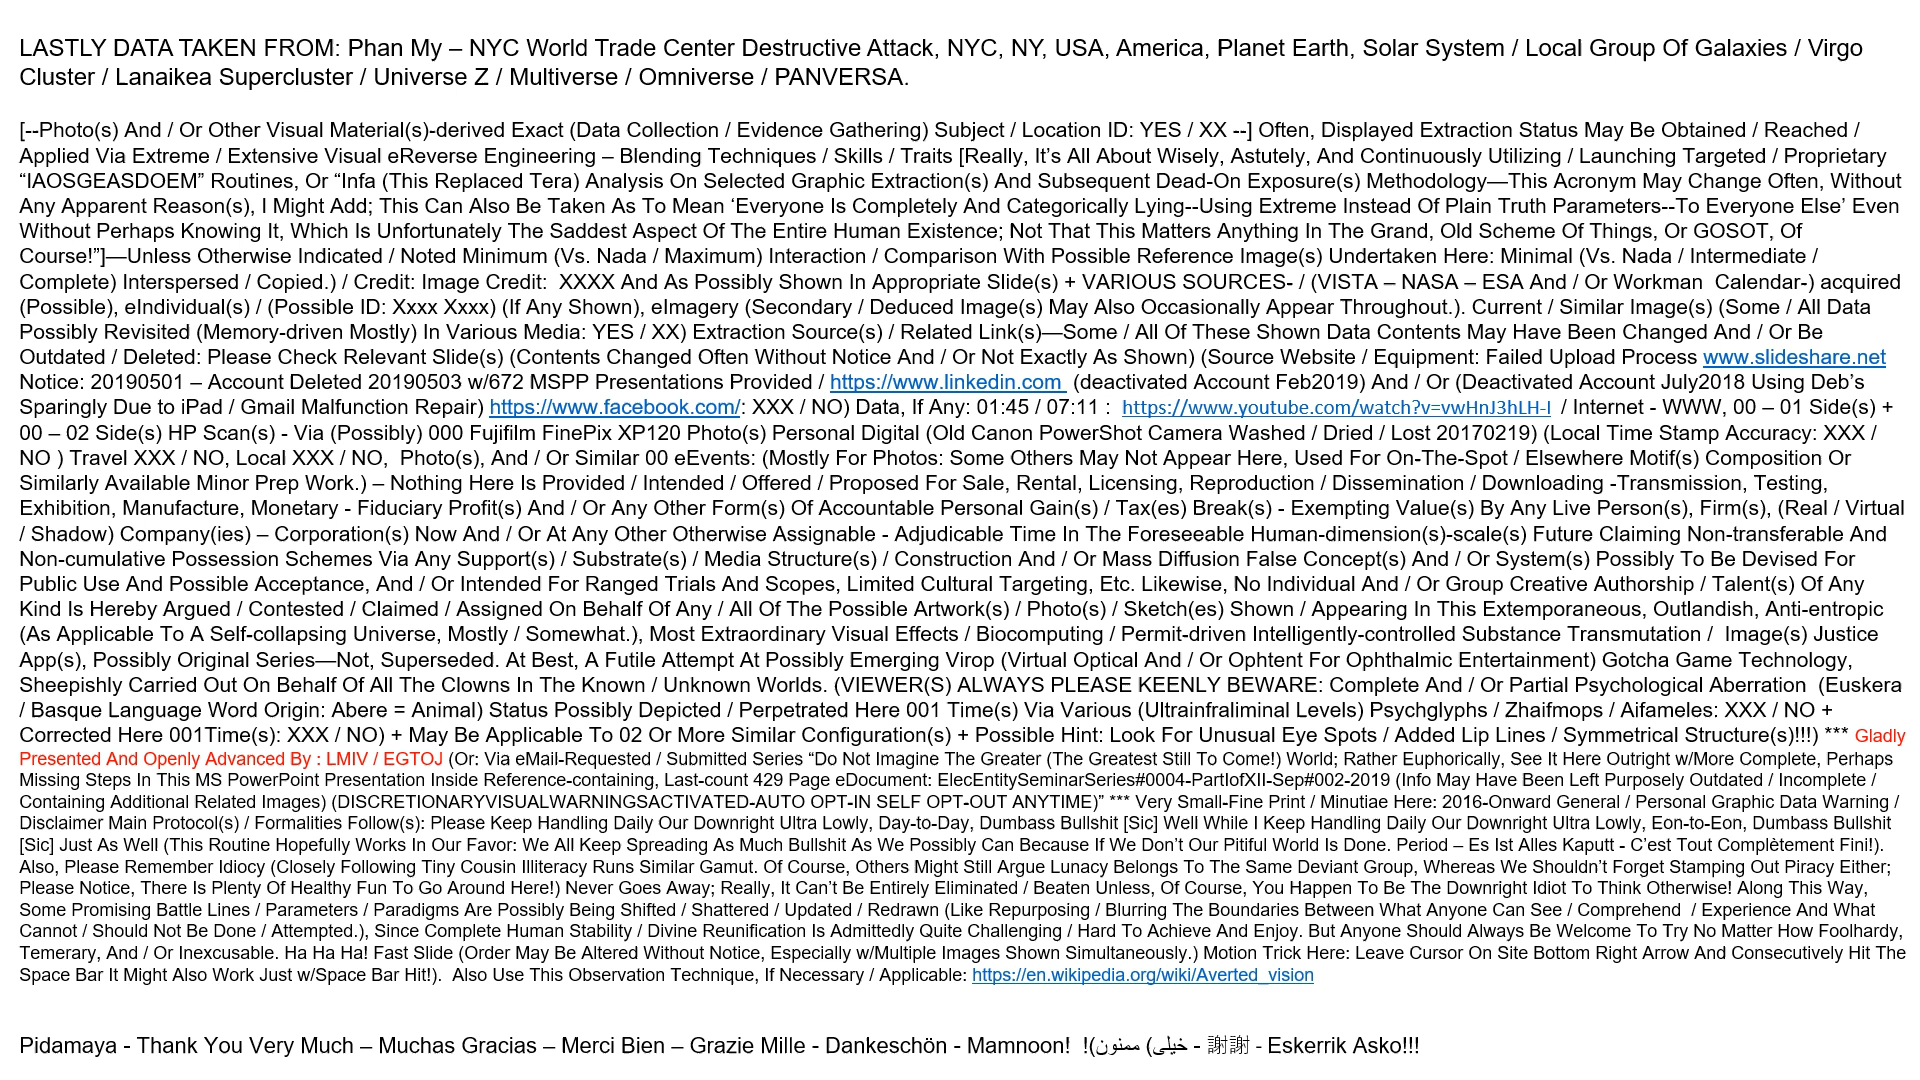 LASTLY DATA TAKEN FROM: Phan My – NYC World Trade Center Destructive Attack, NYC, NY, USA, America, Planet Earth, Solar System / Local Group Of Galaxies / Virgo
Cluster / Lanaikea Supercluster / Universe Z / Multiverse / Omniverse / PANVERSA.
[--Photo(s) And / Or Other Visual Material(s)-derived Exact (Data Collection / Evidence Gathering) Subject / Location ID: YES / XX --] Often, Displayed Extraction Status May Be Obtained / Reached /
Applied Via Extreme / Extensive Visual eReverse Engineering – Blending Techniques / Skills / Traits [Really, It’s All About Wisely, Astutely, And Continuously Utilizing / Launching Targeted / Proprietary
“IAOSGEASDOEM” Routines, Or “Infa (This Replaced Tera) Analysis On Selected Graphic Extraction(s) And Subsequent Dead-On Exposure(s) Methodology—This Acronym May Change Often, Without
Any Apparent Reason(s), I Might Add; This Can Also Be Taken As To Mean ‘Everyone Is Completely And Categorically Lying--Using Extreme Instead Of Plain Truth Parameters--To Everyone Else’ Even
Without Perhaps Knowing It, Which Is Unfortunately The Saddest Aspect Of The Entire Human Existence; Not That This Matters Anything In The Grand, Old Scheme Of Things, Or GOSOT, Of
Course!”]—Unless Otherwise Indicated / Noted Minimum (Vs. Nada / Maximum) Interaction / Comparison With Possible Reference Image(s) Undertaken Here: Minimal (Vs. Nada / Intermediate /
Complete) Interspersed / Copied.) / Credit: Image Credit:  XXXX And As Possibly Shown In Appropriate Slide(s) + VARIOUS SOURCES- / (VISTA – NASA – ESA And / Or Workman  Calendar-) acquired
(Possible), eIndividual(s) / (Possible ID: Xxxx Xxxx) (If Any Shown), eImagery (Secondary / Deduced Image(s) May Also Occasionally Appear Throughout.). Current / Similar Image(s) (Some / All Data
Possibly Revisited (Memory-driven Mostly) In Various Media: YES / XX) Extraction Source(s) / Related Link(s)—Some / All Of These Shown Data Contents May Have Been Changed And / Or Be
Outdated / Deleted: Please Check Relevant Slide(s) (Contents Changed Often Without Notice And / Or Not Exactly As Shown) (Source Website / Equipment: Failed Upload Process www.slideshare.net
Notice: 20190501 – Account Deleted 20190503 w/672 MSPP Presentations Provided / https://www.linkedin.com  (deactivated Account Feb2019) And / Or (Deactivated Account July2018 Using Deb’s
Sparingly Due to iPad / Gmail Malfunction Repair) https://www.facebook.com/: XXX / NO) Data, If Any: 01:45 / 07:11 :  https://www.youtube.com/watch?v=vwHnJ3hLH-I  / Internet - WWW, 00 – 01 Side(s) +
00 – 02 Side(s) HP Scan(s) - Via (Possibly) 000 Fujifilm FinePix XP120 Photo(s) Personal Digital (Old Canon PowerShot Camera Washed / Dried / Lost 20170219) (Local Time Stamp Accuracy: XXX /
NO ) Travel XXX / NO, Local XXX / NO,  Photo(s), And / Or Similar 00 eEvents: (Mostly For Photos: Some Others May Not Appear Here, Used For On-The-Spot / Elsewhere Motif(s) Composition Or
Similarly Available Minor Prep Work.) – Nothing Here Is Provided / Intended / Offered / Proposed For Sale, Rental, Licensing, Reproduction / Dissemination / Downloading -Transmission, Testing,
Exhibition, Manufacture, Monetary - Fiduciary Profit(s) And / Or Any Other Form(s) Of Accountable Personal Gain(s) / Tax(es) Break(s) - Exempting Value(s) By Any Live Person(s), Firm(s), (Real / Virtual
/ Shadow) Company(ies) – Corporation(s) Now And / Or At Any Other Otherwise Assignable - Adjudicable Time In The Foreseeable Human-dimension(s)-scale(s) Future Claiming Non-transferable And
Non-cumulative Possession Schemes Via Any Support(s) / Substrate(s) / Media Structure(s) / Construction And / Or Mass Diffusion False Concept(s) And / Or System(s) Possibly To Be Devised For
Public Use And Possible Acceptance, And / Or Intended For Ranged Trials And Scopes, Limited Cultural Targeting, Etc. Likewise, No Individual And / Or Group Creative Authorship / Talent(s) Of Any
Kind Is Hereby Argued / Contested / Claimed / Assigned On Behalf Of Any / All Of The Possible Artwork(s) / Photo(s) / Sketch(es) Shown / Appearing In This Extemporaneous, Outlandish, Anti-entropic
(As Applicable To A Self-collapsing Universe, Mostly / Somewhat.), Most Extraordinary Visual Effects / Biocomputing / Permit-driven Intelligently-controlled Substance Transmutation /  Image(s) Justice
App(s), Possibly Original Series—Not, Superseded. At Best, A Futile Attempt At Possibly Emerging Virop (Virtual Optical And / Or Ophtent For Ophthalmic Entertainment) Gotcha Game Technology,
Sheepishly Carried Out On Behalf Of All The Clowns In The Known / Unknown Worlds. (VIEWER(S) ALWAYS PLEASE KEENLY BEWARE: Complete And / Or Partial Psychological Aberration  (Euskera
/ Basque Language Word Origin: Abere = Animal) Status Possibly Depicted / Perpetrated Here 001 Time(s) Via Various (Ultrainfraliminal Levels) Psychglyphs / Zhaifmops / Aifameles: XXX / NO +
Corrected Here 001Time(s): XXX / NO) + May Be Applicable To 02 Or More Similar Configuration(s) + Possible Hint: Look For Unusual Eye Spots / Added Lip Lines / Symmetrical Structure(s)!!!) *** Gladly
Presented And Openly Advanced By : LMIV / EGTOJ (Or: Via eMail-Requested / Submitted Series “Do Not Imagine The Greater (The Greatest Still To Come!) World; Rather Euphorically, See It Here Outright w/More Complete, Perhaps
Missing Steps In This MS PowerPoint Presentation Inside Reference-containing, Last-count 429 Page eDocument: ElecEntitySeminarSeries#0004-PartIofXII-Sep#002-2019 (Info May Have Been Left Purposely Outdated / Incomplete /
Containing Additional Related Images) (DISCRETIONARYVISUALWARNINGSACTIVATED-AUTO OPT-IN SELF OPT-OUT ANYTIME)” *** Very Small-Fine Print / Minutiae Here: 2016-Onward General / Personal Graphic Data Warning /
Disclaimer Main Protocol(s) / Formalities Follow(s): Please Keep Handling Daily Our Downright Ultra Lowly, Day-to-Day, Dumbass Bullshit [Sic] Well While I Keep Handling Daily Our Downright Ultra Lowly, Eon-to-Eon, Dumbass Bullshit
[Sic] Just As Well (This Routine Hopefully Works In Our Favor: We All Keep Spreading As Much Bullshit As We Possibly Can Because If We Don’t Our Pitiful World Is Done. Period – Es Ist Alles Kaputt - C’est Tout Complètement Fini!).
Also, Please Remember Idiocy (Closely Following Tiny Cousin Illiteracy Runs Similar Gamut. Of Course, Others Might Still Argue Lunacy Belongs To The Same Deviant Group, Whereas We Shouldn’t Forget Stamping Out Piracy Either;
Please Notice, There Is Plenty Of Healthy Fun To Go Around Here!) Never Goes Away; Really, It Can’t Be Entirely Eliminated / Beaten Unless, Of Course, You Happen To Be The Downright Idiot To Think Otherwise! Along This Way,
Some Promising Battle Lines / Parameters / Paradigms Are Possibly Being Shifted / Shattered / Updated / Redrawn (Like Repurposing / Blurring The Boundaries Between What Anyone Can See / Comprehend  / Experience And What
Cannot / Should Not Be Done / Attempted.), Since Complete Human Stability / Divine Reunification Is Admittedly Quite Challenging / Hard To Achieve And Enjoy. But Anyone Should Always Be Welcome To Try No Matter How Foolhardy,
Temerary, And / Or Inexcusable. Ha Ha Ha! Fast Slide (Order May Be Altered Without Notice, Especially w/Multiple Images Shown Simultaneously.) Motion Trick Here: Leave Cursor On Site Bottom Right Arrow And Consecutively Hit The
Space Bar It Might Also Work Just w/Space Bar Hit!).  Also Use This Observation Technique, If Necessary / Applicable: https://en.wikipedia.org/wiki/Averted_vision
Pidamaya - Thank You Very Much – Muchas Gracias – Merci Bien – Grazie Mille - Dankeschön - Mamnoon!  !(خیلی) ممنون - 謝謝 - Eskerrik Asko!!!